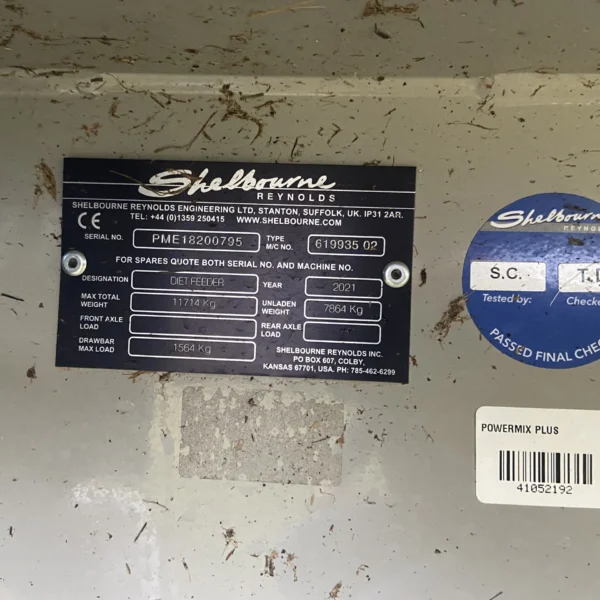 Shelbourne
REYNOLDS
SHELBOURNE REYNOLDS ENGINEERING LTD, STANTON, SUFFOLK, UK. IP31 2AR.
CE TEL: +44 (0)1359 250415 WWW.SHELBOURNE.COM
SERIAL NO. PME18200795 TYPE M/C NO. 619935 02
FOR SPARES QUOTE BOTH SERIAL NO. AND MACHINE NO.
DESIGNATION DIET FEEDER YEAR 2021
MAX TOTAL WEIGHT 11714 Kg UNLADEN WEIGHT 7864 Kg
FRONT AXLE LOAD REAR AXLE LOAD
DRAWBAR MAX LOAD 1564 Kg
SHELBOURNE REYNOLDS INC.
PO BOX 607, COLBY,
KANSAS 67701, USA. PH: 785-462-6299
Shelbourn
REYNOL
S.C. T.
Tested by: Checke
PASSED FINAL CHEC
POWERMIX PLUS
41052192